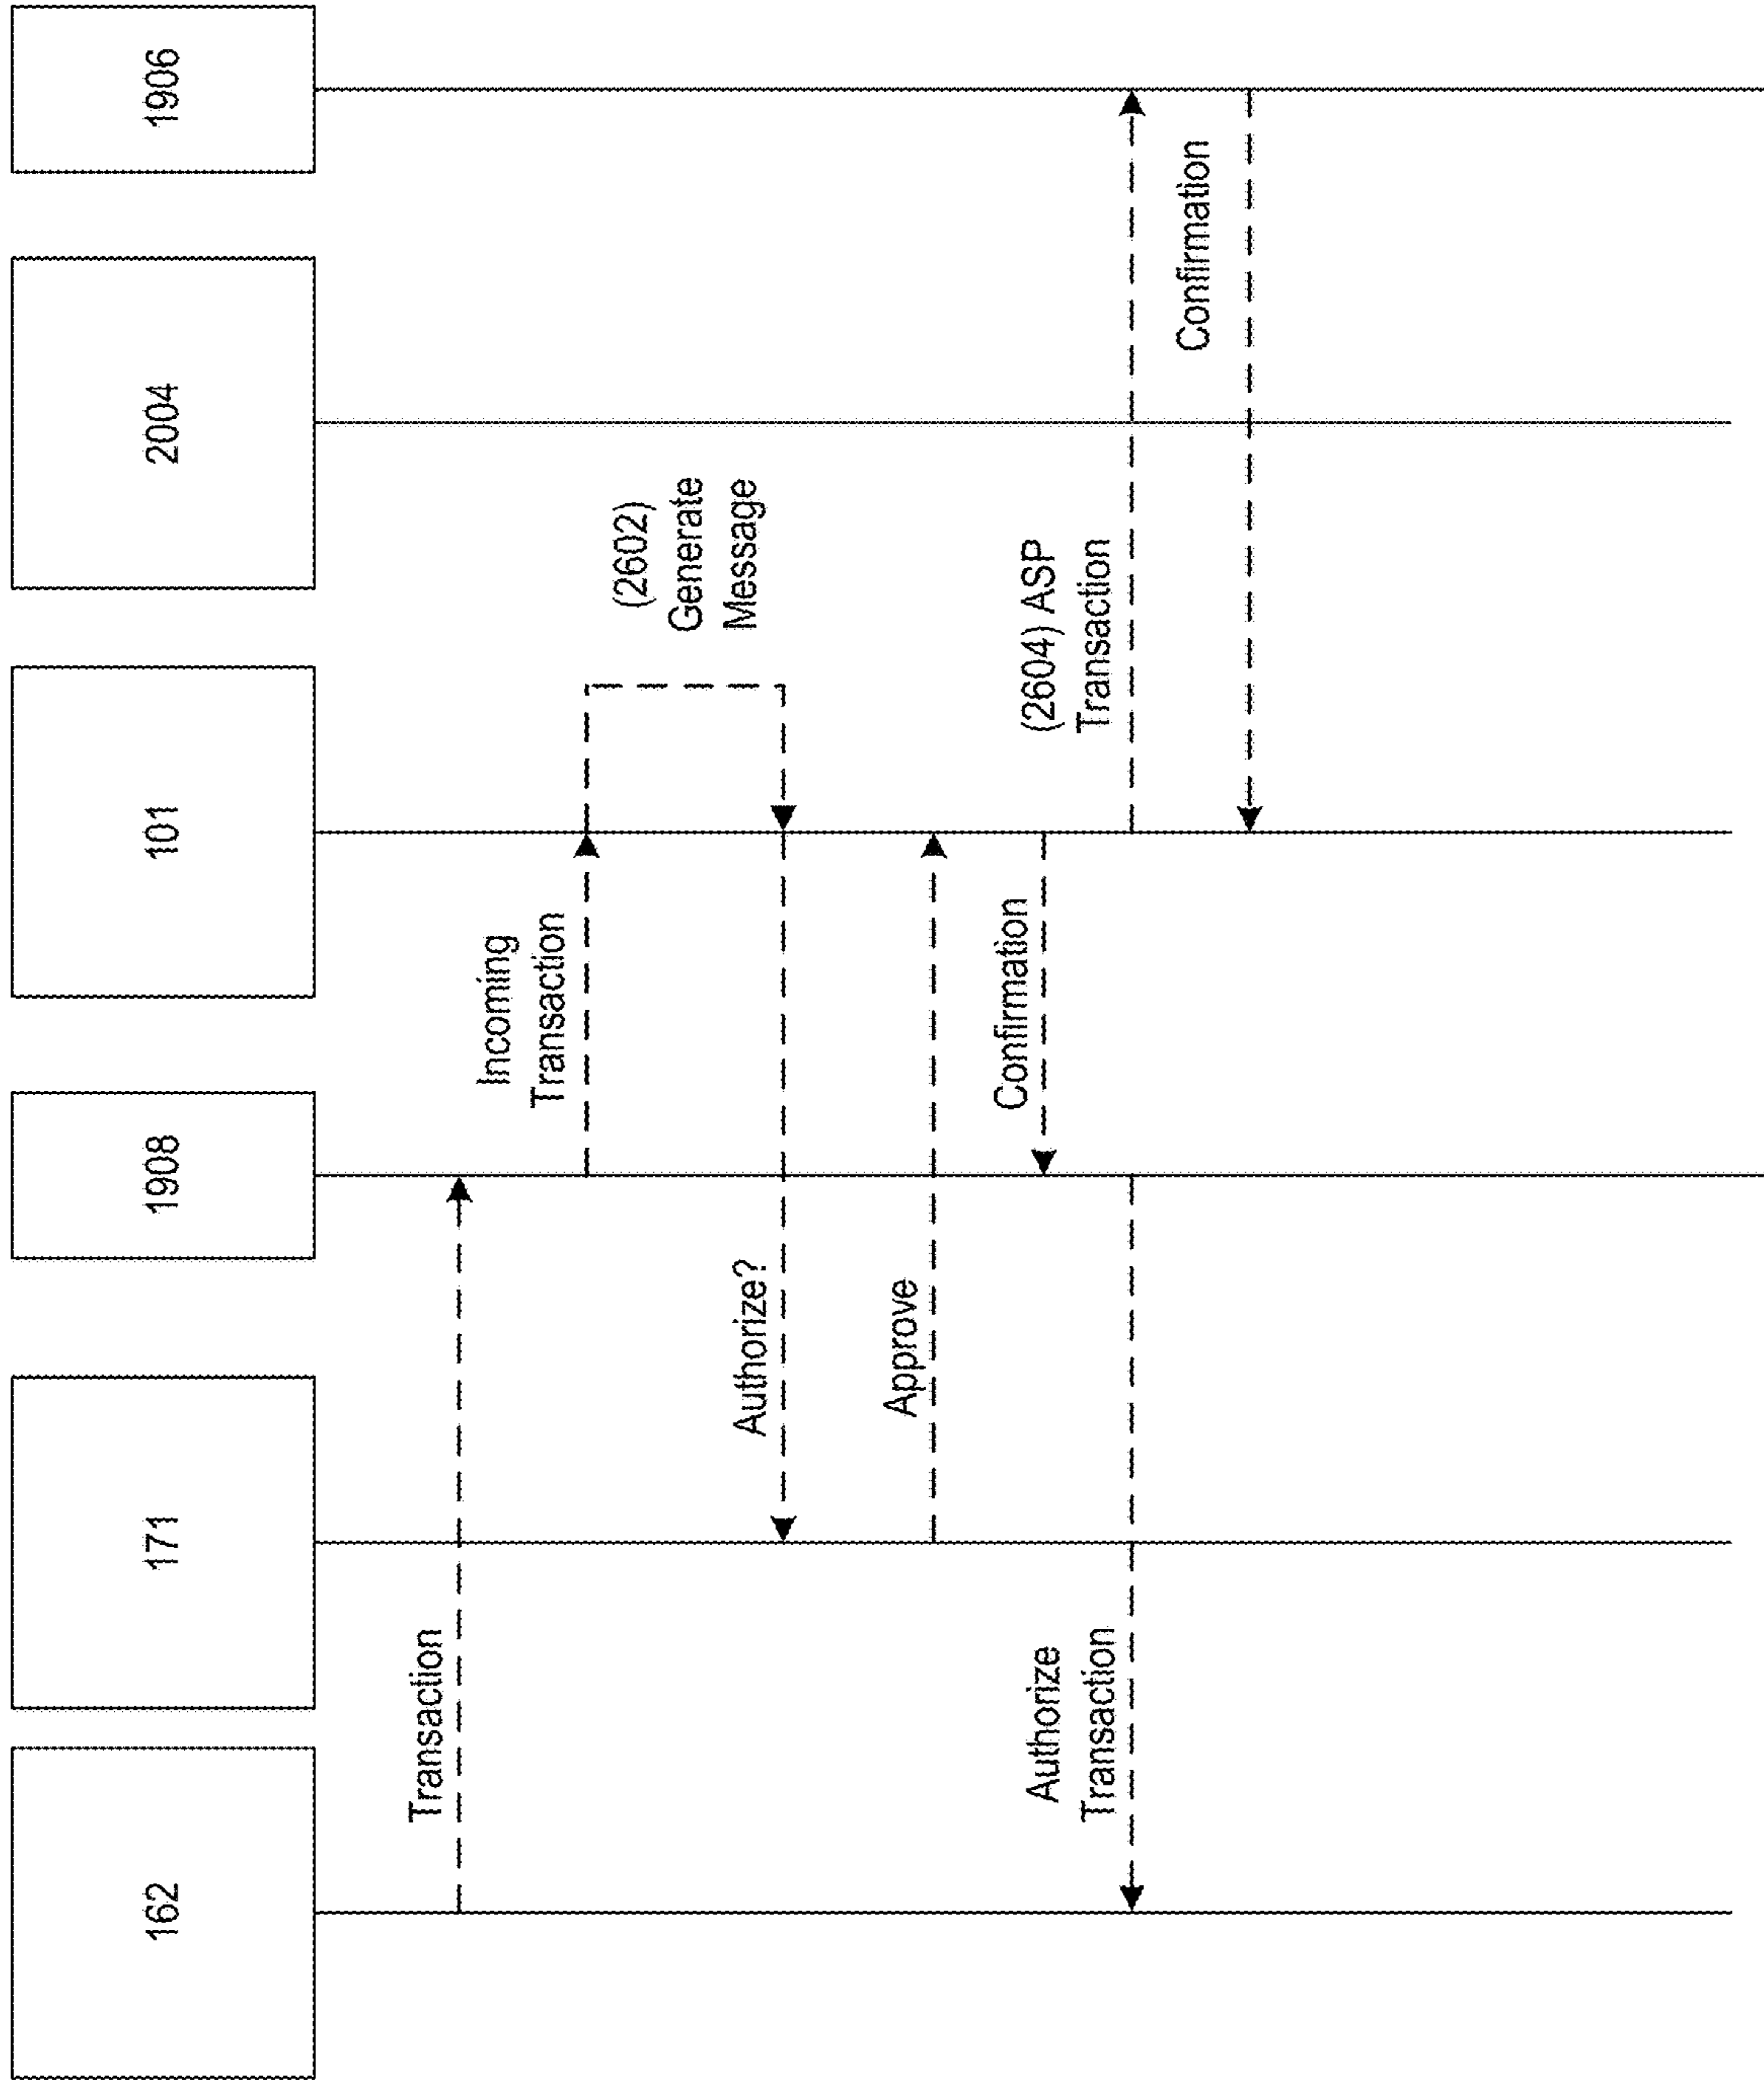 162
171
1908
101
2004
1906
Transaction
Incoming
Transaction
(2602)
Generate
Message
Authorize?
Approve
Confirmation
Authorize
Transaction
(2604) ASP
Transaction
Confirmation